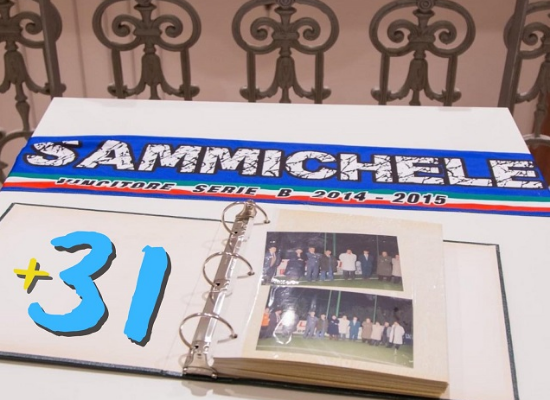 SAMMICHELE
VINCITORE SERIE B 2014 - 2015
+31